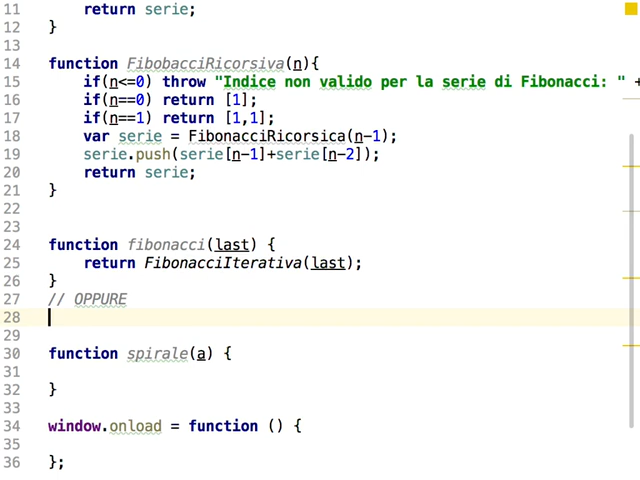 11 return serie;
12 }
13
14 function FibobacciRicorsiva(n){
15 if(n<=0) throw "Indice non valido per la serie di Fibonacci: " +
16 if(n==0) return [1];
17 if(n==1) return [1,1];
18 var serie = FibonacciRicorsica(n-1);
19 serie.push(serie[n-1]+serie[n-2]);
20 return serie;
21 }
22
23
24 function fibonacci(last) {
25 return FibonacciIterativa(last);
26 }
27 // OPPURE
28
29
30 function spirale(a) {
31
32 }
33
34 window.onload = function () {
35
36 };